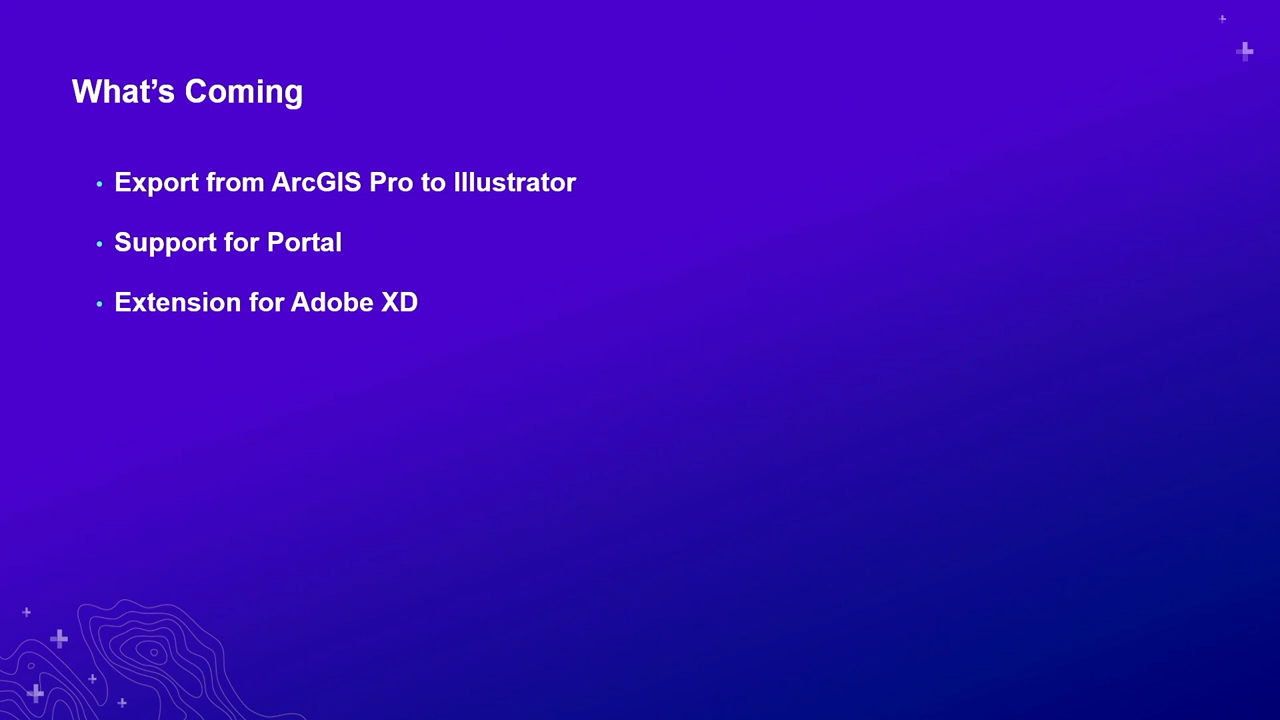 What’s Coming
• Export from ArcGIS Pro to Illustrator
• Support for Portal
• Extension for Adobe XD